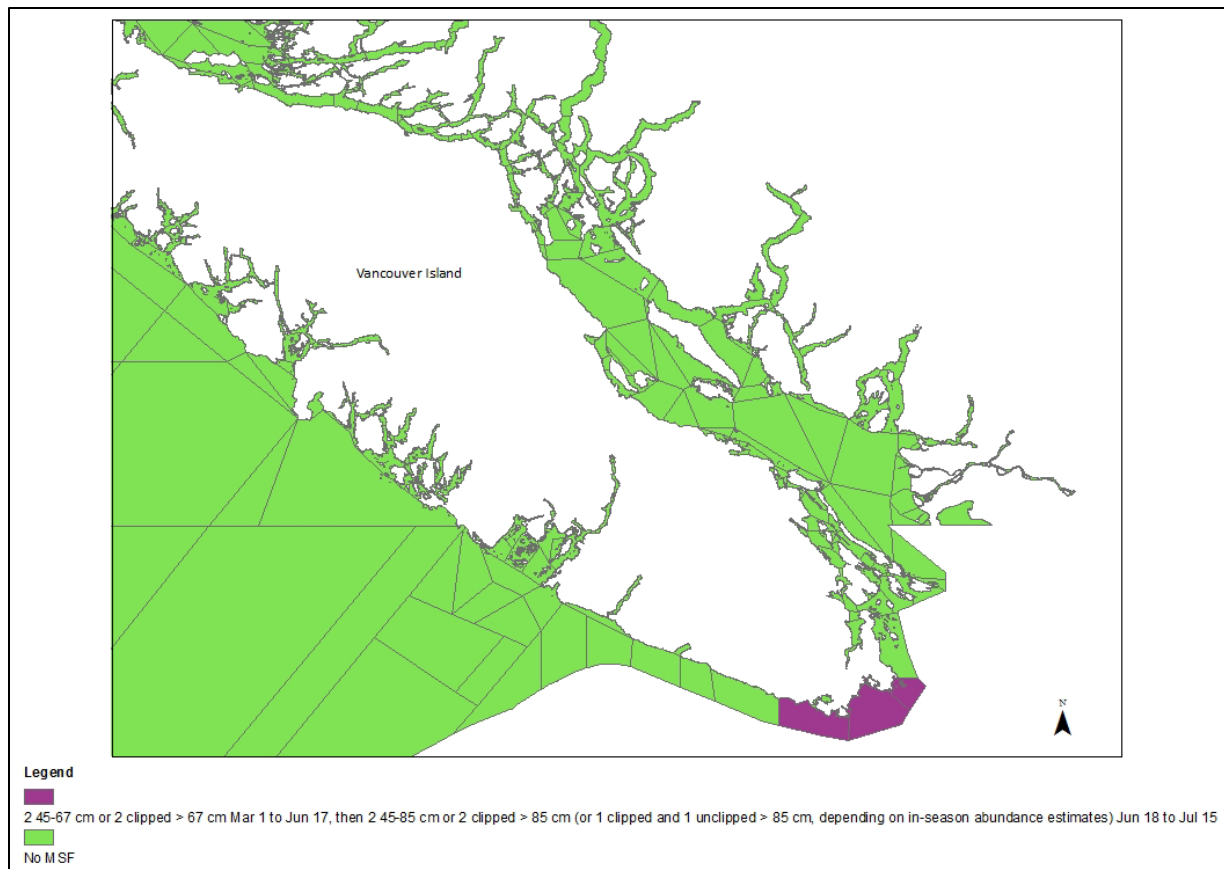 Vancouver Island
N
Legend
2 45-67 cm or 2 clipped > 67 cm Mar 1 to Jun 17, then 2 45-85 cm or 2 clipped > 85 cm (or 1 clipped and 1 unclipped > 85 cm, depending on in-season abundance estimates) Jun 18 to Jul 15
No MSF